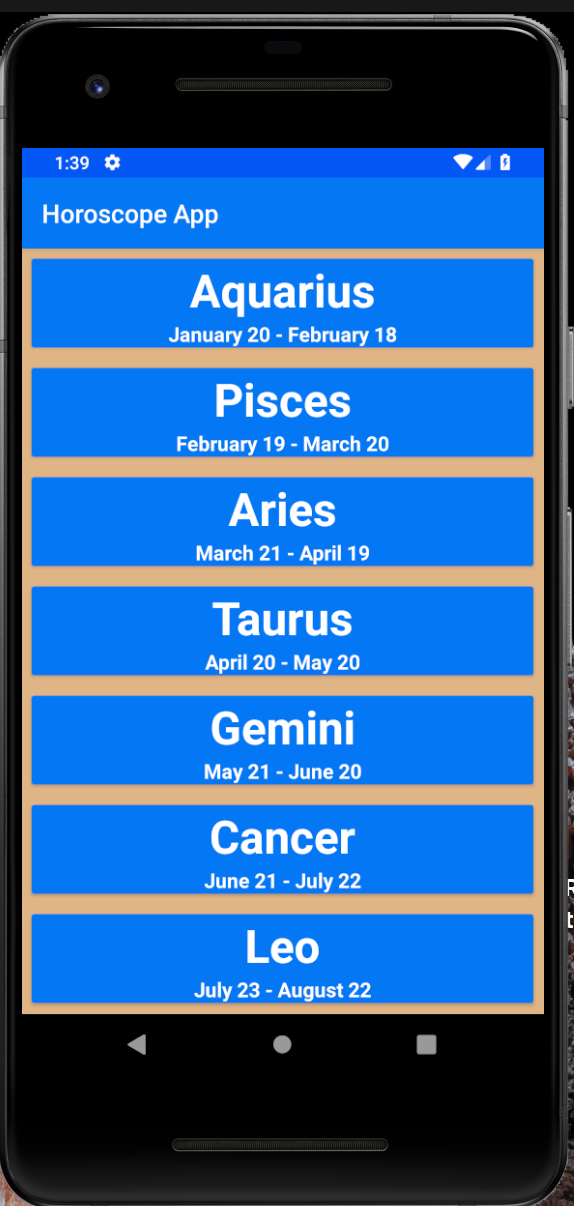 1:39
Horoscope App
Aquarius
January 20 - February 18
Pisces
February 19 - March 20
Aries
March 21 - April 19
Taurus
April 20 - May 20
Gemini
May 21 - June 20
Cancer
June 21 - July 22
Leo
July 23 - August 22